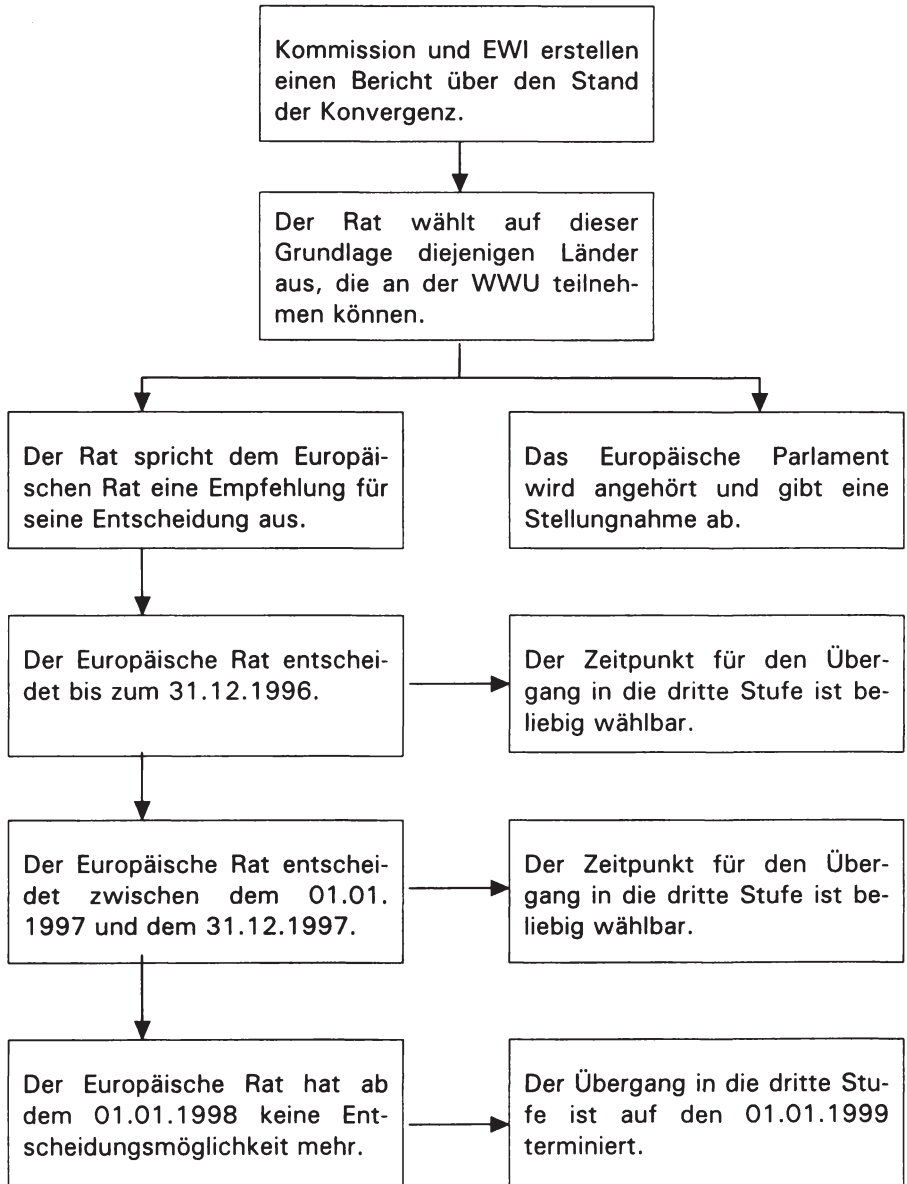 Kommission und EWI erstellen
einen Bericht über den Stand
der Konvergenz.
Der Rat wählt auf dieser
Grundlage diejenigen Länder
aus, die an der WWU teilneh-
men können.
Der Rat spricht dem Europäi-
schen Rat eine Empfehlung für
seine Entscheidung aus.
Das Europäische Parlament
wird angehört und gibt eine
Stellungnahme ab.
Der Europäische Rat entschei-
det bis zum 31.12.1996.
Der Zeitpunkt für den Über-
gang in die dritte Stufe ist be-
liebig wählbar.
Der Europäische Rat entschei-
det zwischen dem 01.01.
1997 und dem 31.12.1997.
Der Zeitpunkt für den Über-
gang in die dritte Stufe ist be-
liebig wählbar.
Der Europäische Rat hat ab
dem 01.01.1998 keine Ent-
scheidungsmöglichkeit mehr.
Der Übergang in die dritte Stu-
fe ist auf den 01.01.1999
terminiert.